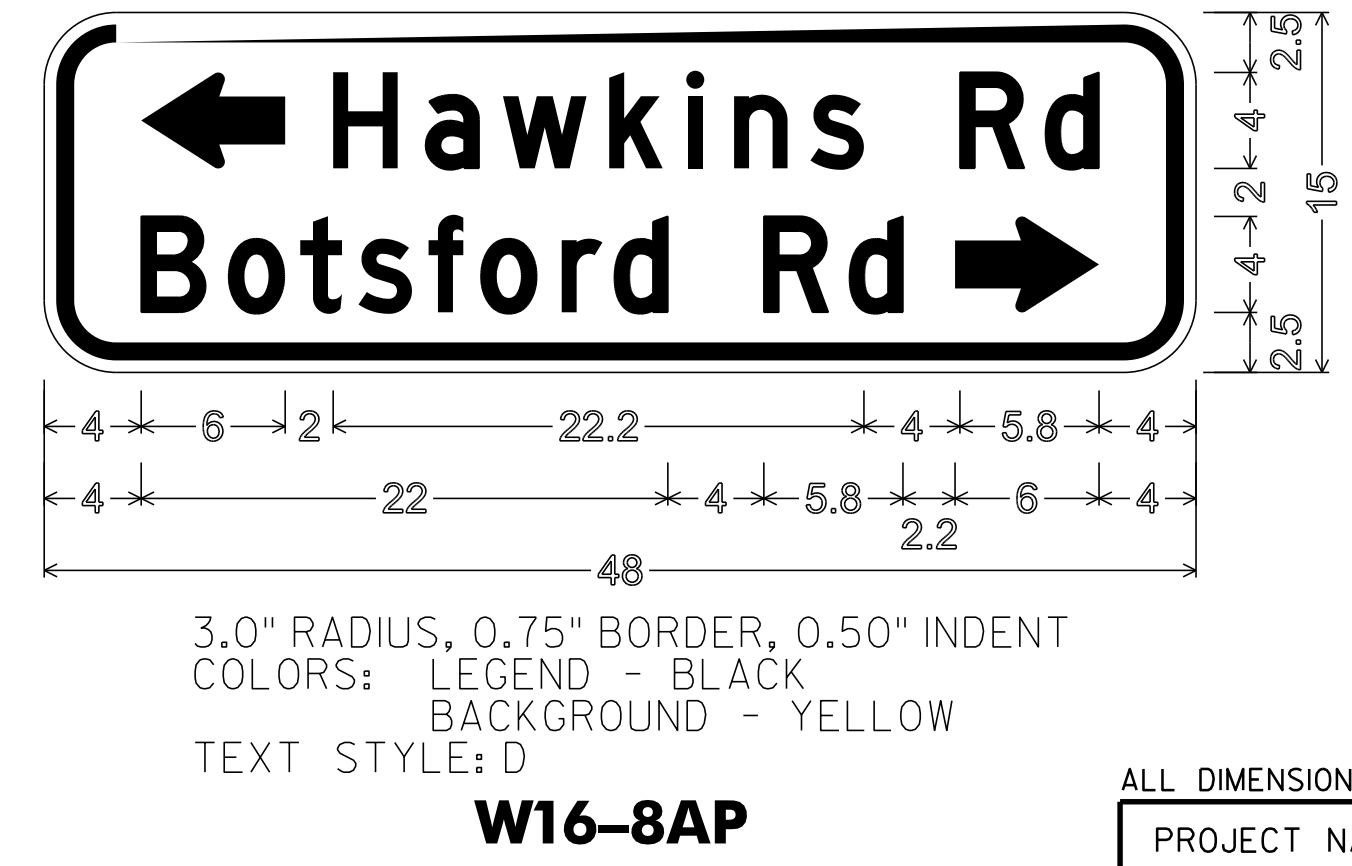 Hawkins Rd
Botsford Rd
2.5
4
2
4
2.5
15
4 6 2 22.2 4 5.8 4
4 22 4 5.8 2.2 6 4
48
3.0" RADIUS, 0.75" BORDER, 0.50" INDENT
COLORS: LEGEND - BLACK
BACKGROUND - YELLOW
TEXT STYLE: D
W16-8AP
ALL DIMENSION
PROJECT